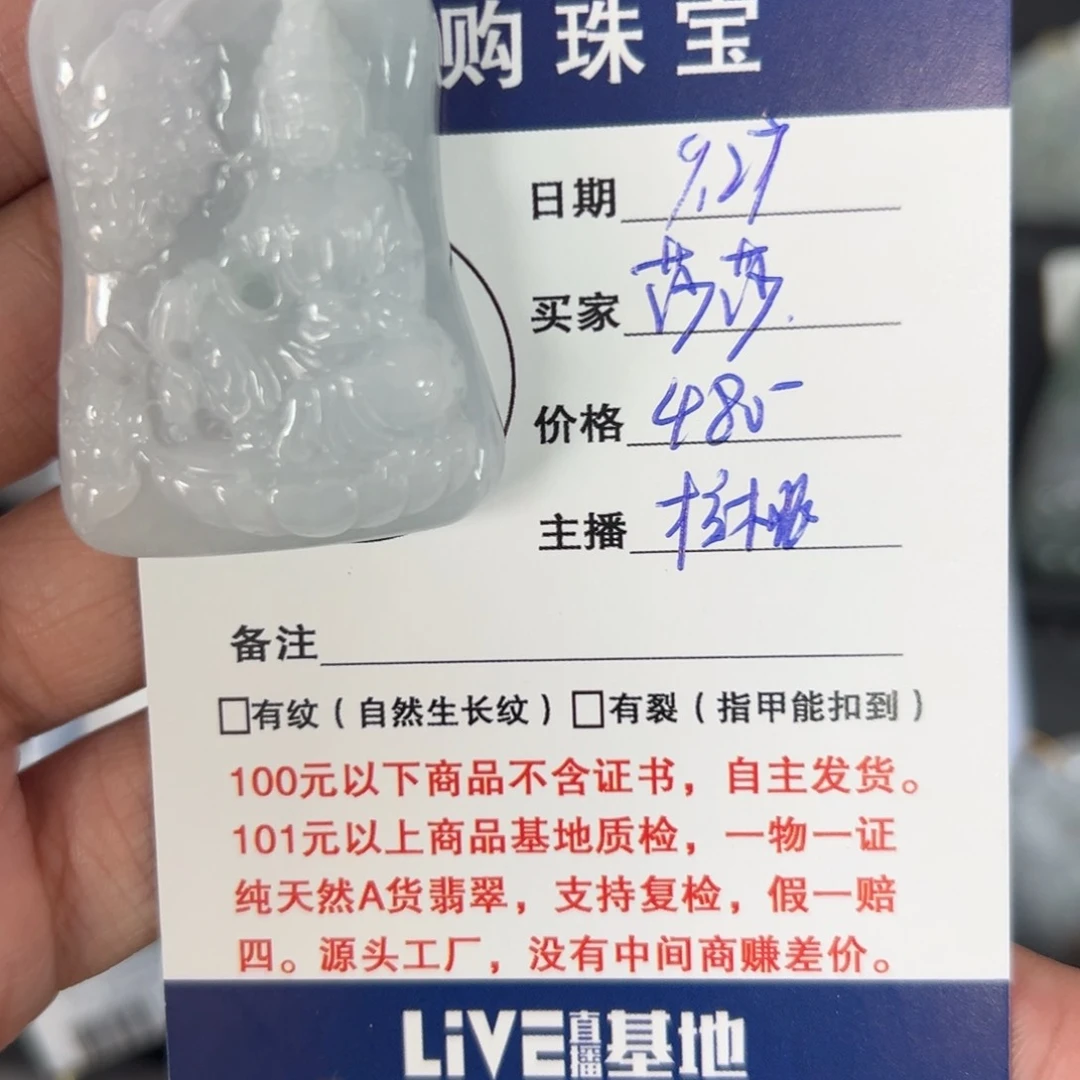 购珠宝
日期 9.27
买家 莎莎.
价格 480-
主播
备注
□有纹（自然生长纹）□有裂（指甲能扣到）
100元以下商品不含证书，自主发货。
101元以上商品基地质检，一物一证
纯天然A货翡翠，支持复检，假一赔
四。源头工厂，没有中间商赚差价。
LiVE直播基地